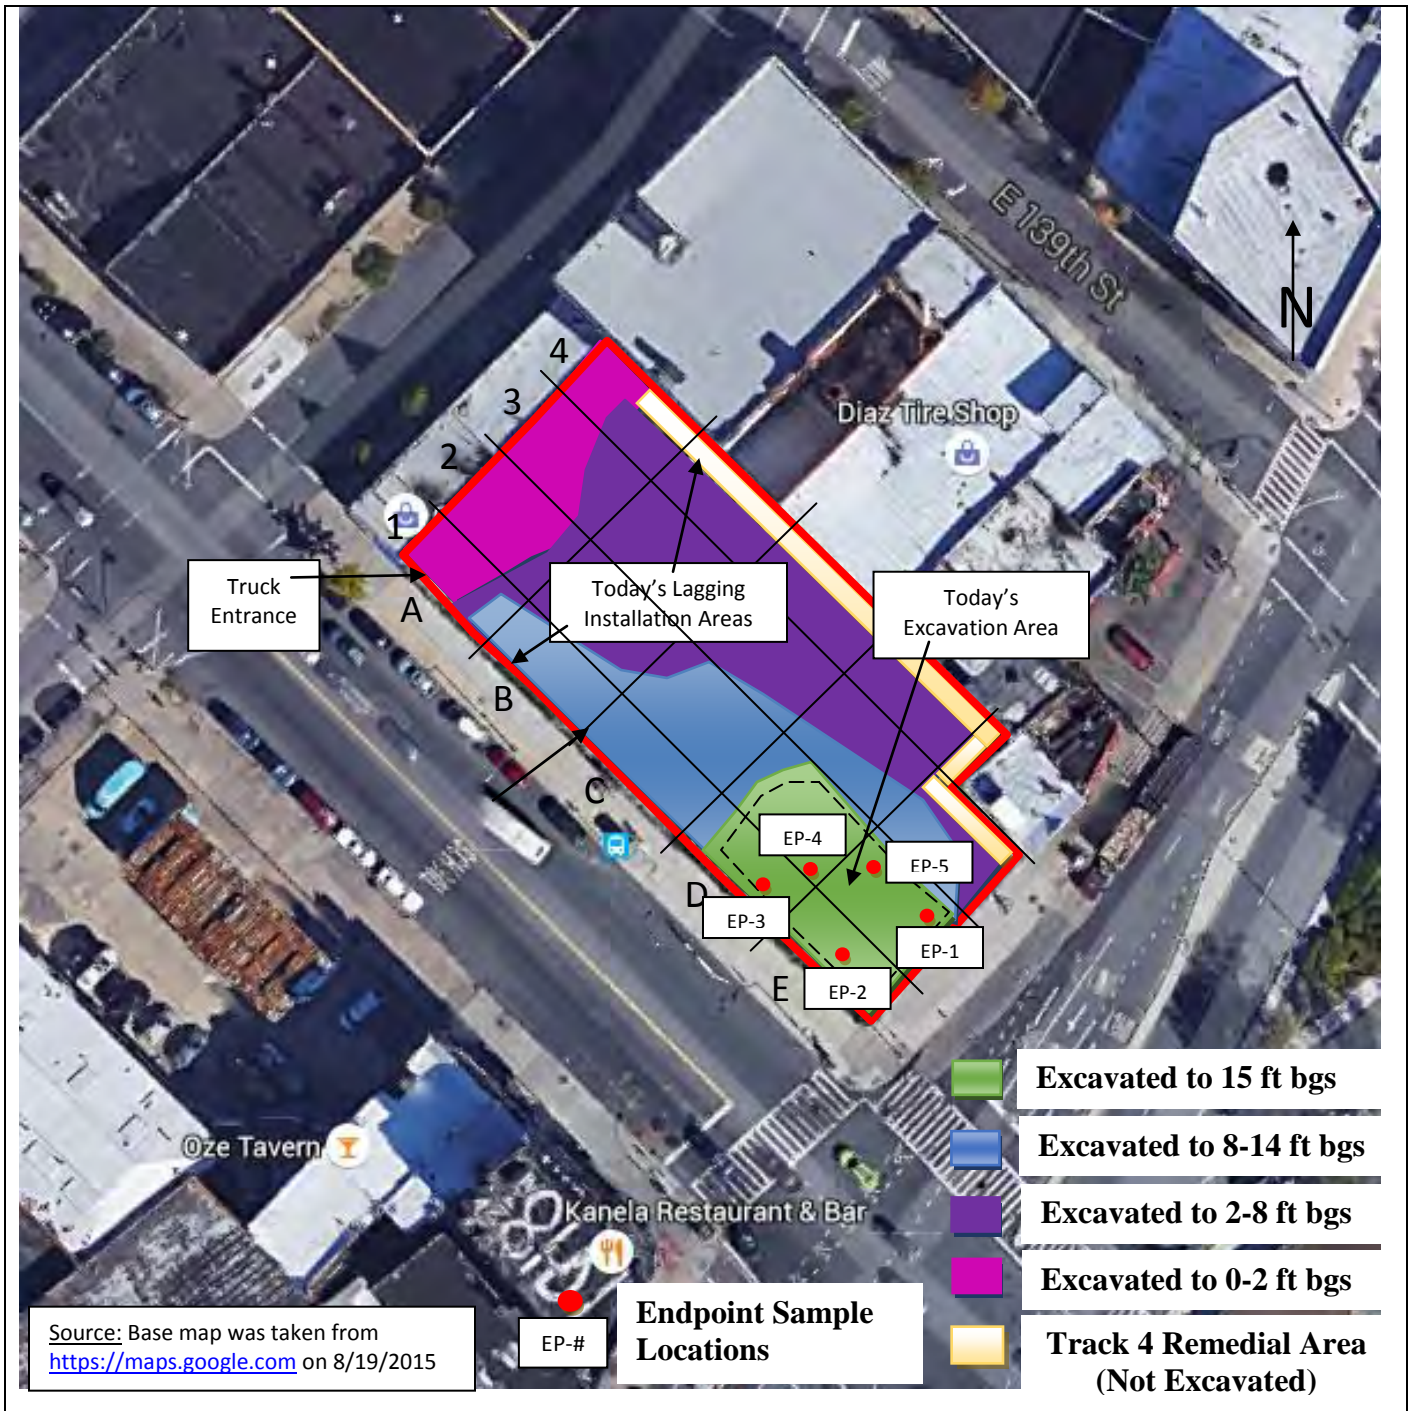 E 139th St
N
4
3
Diaz Tire Shop
2
1
Truck
Entrance
A
Today's Lagging
Installation Areas
Today's
Excavation Area
B
C
EP-4
EP-5
D
EP-3
EP-1
E
EP-2
Excavated to 15 ft bgs
Oze Tavern
Excavated to 8-14 ft bgs
Kanela Restaurant & Bar
Excavated to 2-8 ft bgs
Excavated to 0-2 ft bgs
Endpoint Sample
Locations
EP-#
Source: Base map was taken from
https://maps.google.com on 8/19/2015
Track 4 Remedial Area
(Not Excavated)